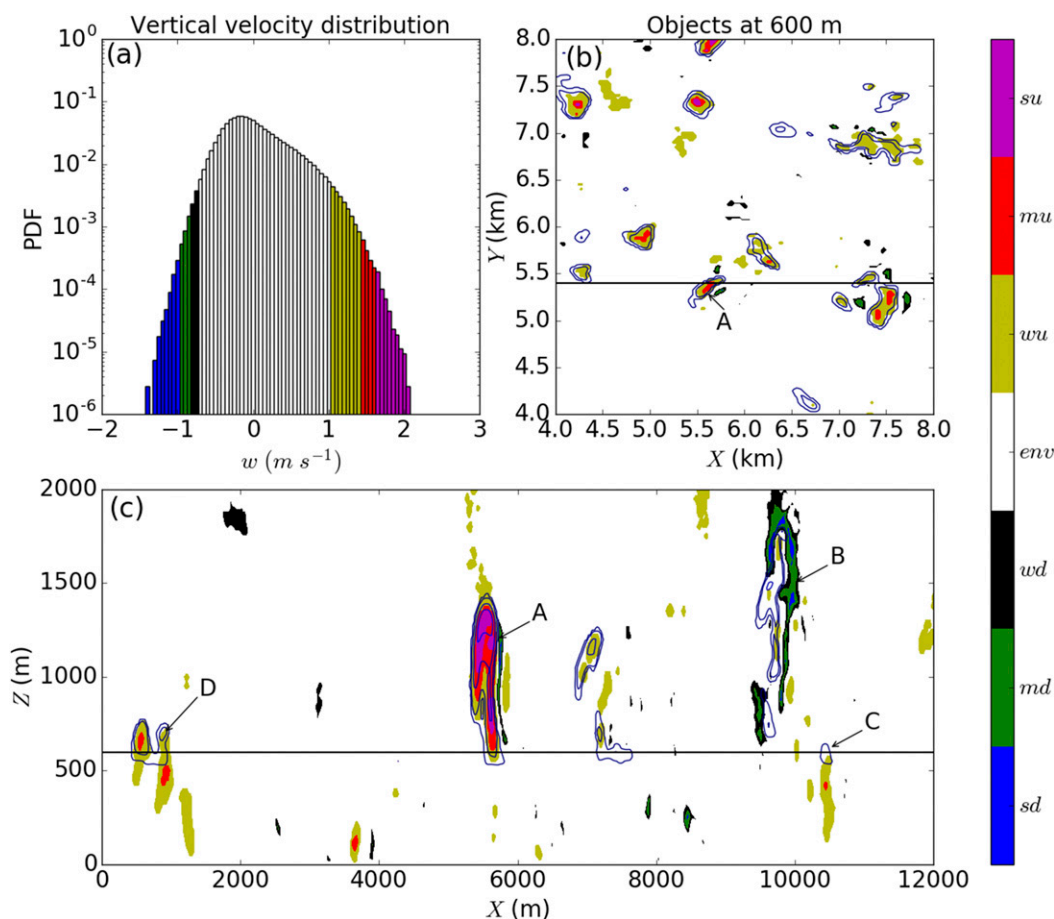 Vertical velocity distribution
(a)
PDF
10^0
10^-1
10^-2
10^-3
10^-4
10^-5
10^-6
−2 −1 0 1 2 3
w (m s^-1)
Objects at 600 m
(b)
Y (km)
8.0
7.5
7.0
6.5
6.0
5.5
5.0
4.5
4.0
A
4.0 4.5 5.0 5.5 6.0 6.5 7.0 7.5 8.0
X (km)
su
mu
wu
env
wd
md
sd
(c)
Z (m)
2000
1500
1000
500
0
A
B
C
D
0 2000 4000 6000 8000 10000 12000
X (m)